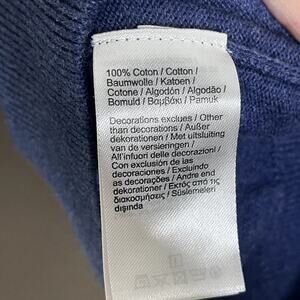 100% Coton / Cotton /
Baumwolle / Katoen /
Cotone / Algodón / Algodão /
Bomuld / Βαμβάκι / Pamuk
Decorations exclues / Other
than decorations / Außer
dekorationen / Met uitsluiting
van de versieringen /
All'infuori delle decorazioni /
Con exclusión de las
decoraciones / Excluindo
as decorações / Andre end
dekorationer / Εκτός από τις
διακοσμήσεις / Süslemeleri
dışında